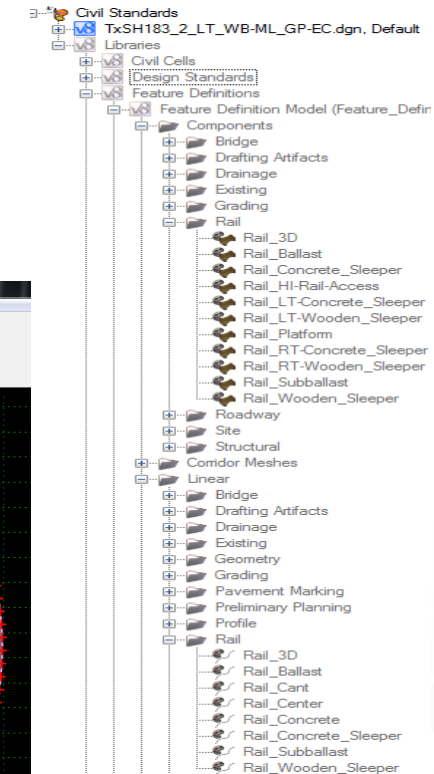 Civil Standards
TxSH183_2_LT_WB-ML_GP-EC.dgn, Default
Libraries
Civil Cells
Design Standards
Feature Definitions
Feature Definition Model (Feature_Defin
Components
Bridge
Drafting Artifacts
Drainage
Existing
Grading
Rail
Rail_3D
Rail_Ballast
Rail_Concrete_Sleeper
Rail_HI-Rail-Access
Rail_LT-Concrete_Sleeper
Rail_LT-Wooden_Sleeper
Rail_Platform
Rail_RT-Concrete_Sleeper
Rail_RT-Wooden_Sleeper
Rail_Subballast
Rail_Wooden_Sleeper
Roadway
Site
Structural
Corridor Meshes
Linear
Bridge
Drafting Artifacts
Drainage
Existing
Geometry
Grading
Pavement Marking
Preliminary Planning
Profile
Rail
Rail_3D
Rail_Ballast
Rail_Cant
Rail_Center
Rail_Concrete
Rail_Concrete_Sleeper
Rail_Subballast
Rail_Wooden_Sleeper